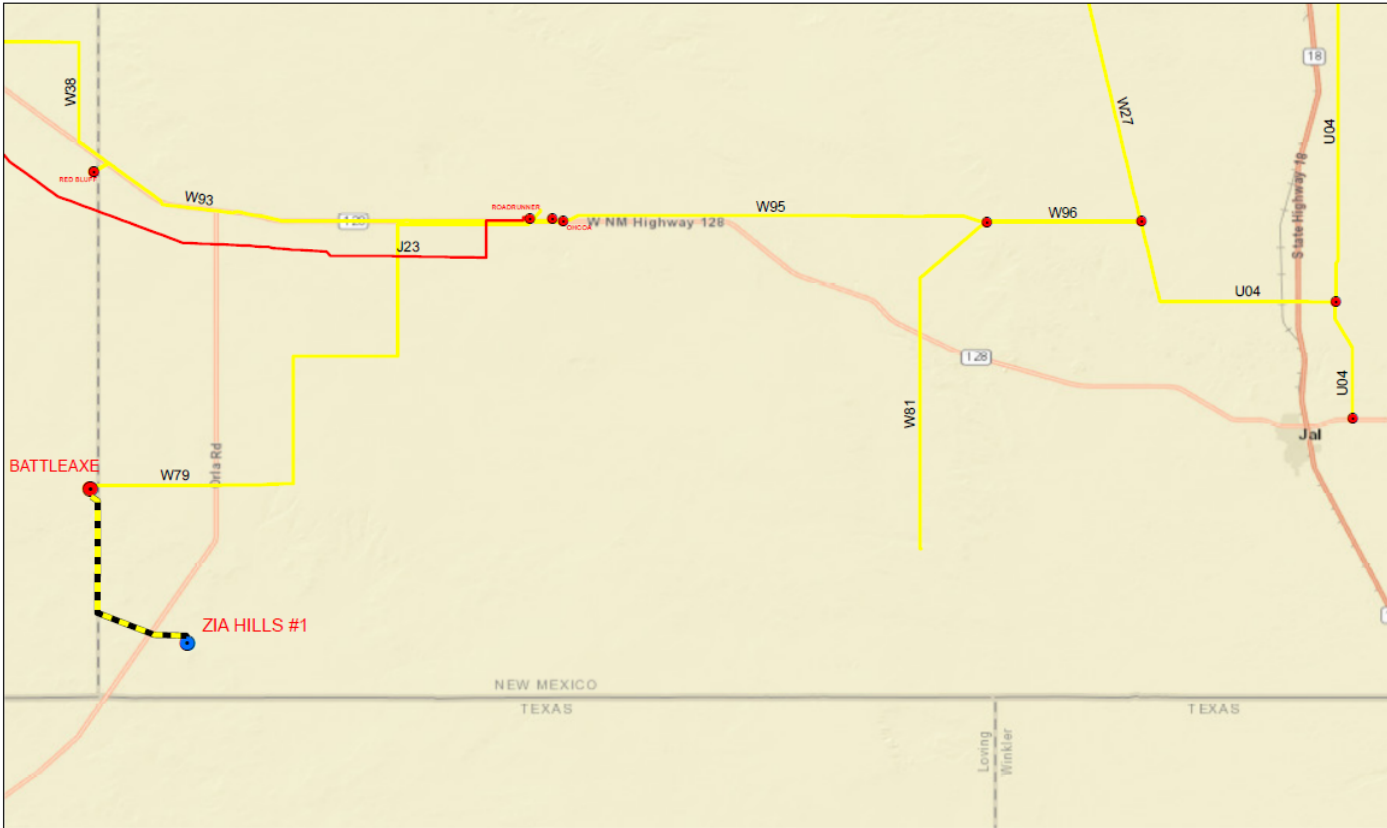 18
W38
W27
U04
RED BLUFF
W93
ROADRUNNER
W95
W96
128
W NM Highway 128
State Highway 18
J23
U04
128
U04
W81
Jal
BATTLEAXE
W79
Orla Rd
ZIA HILLS #1
NEW MEXICO
TEXAS
TEXAS
Loving
Winkler